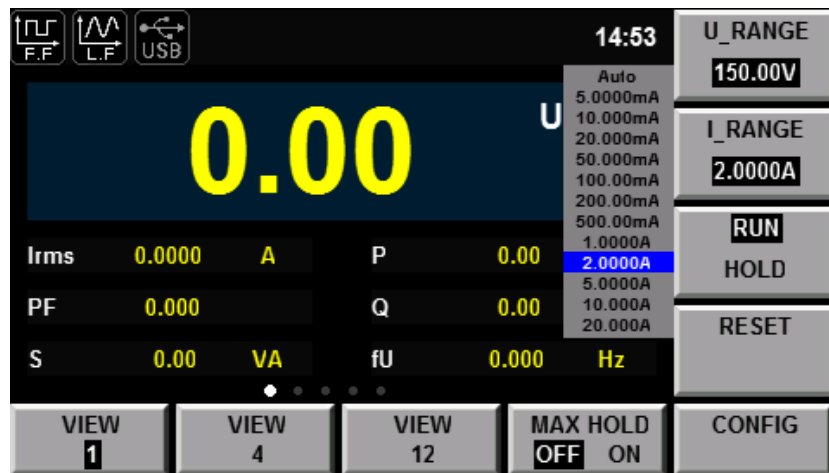 F.F L.F USB 14:53
U_RANGE
150.00V
I_RANGE
2.0000A
RUN
HOLD
RESET
CONFIG
0.00 U
Auto
5.0000mA
10.000mA
20.000mA
50.000mA
100.00mA
200.00mA
500.00mA
1.0000A
2.0000A
5.0000A
10.000A
20.000A
Irms 0.0000 A P 0.00
PF 0.000 Q 0.00
S 0.00 VA fU 0.000 Hz
VIEW
1
VIEW
4
VIEW
12
MAX HOLD
OFF ON